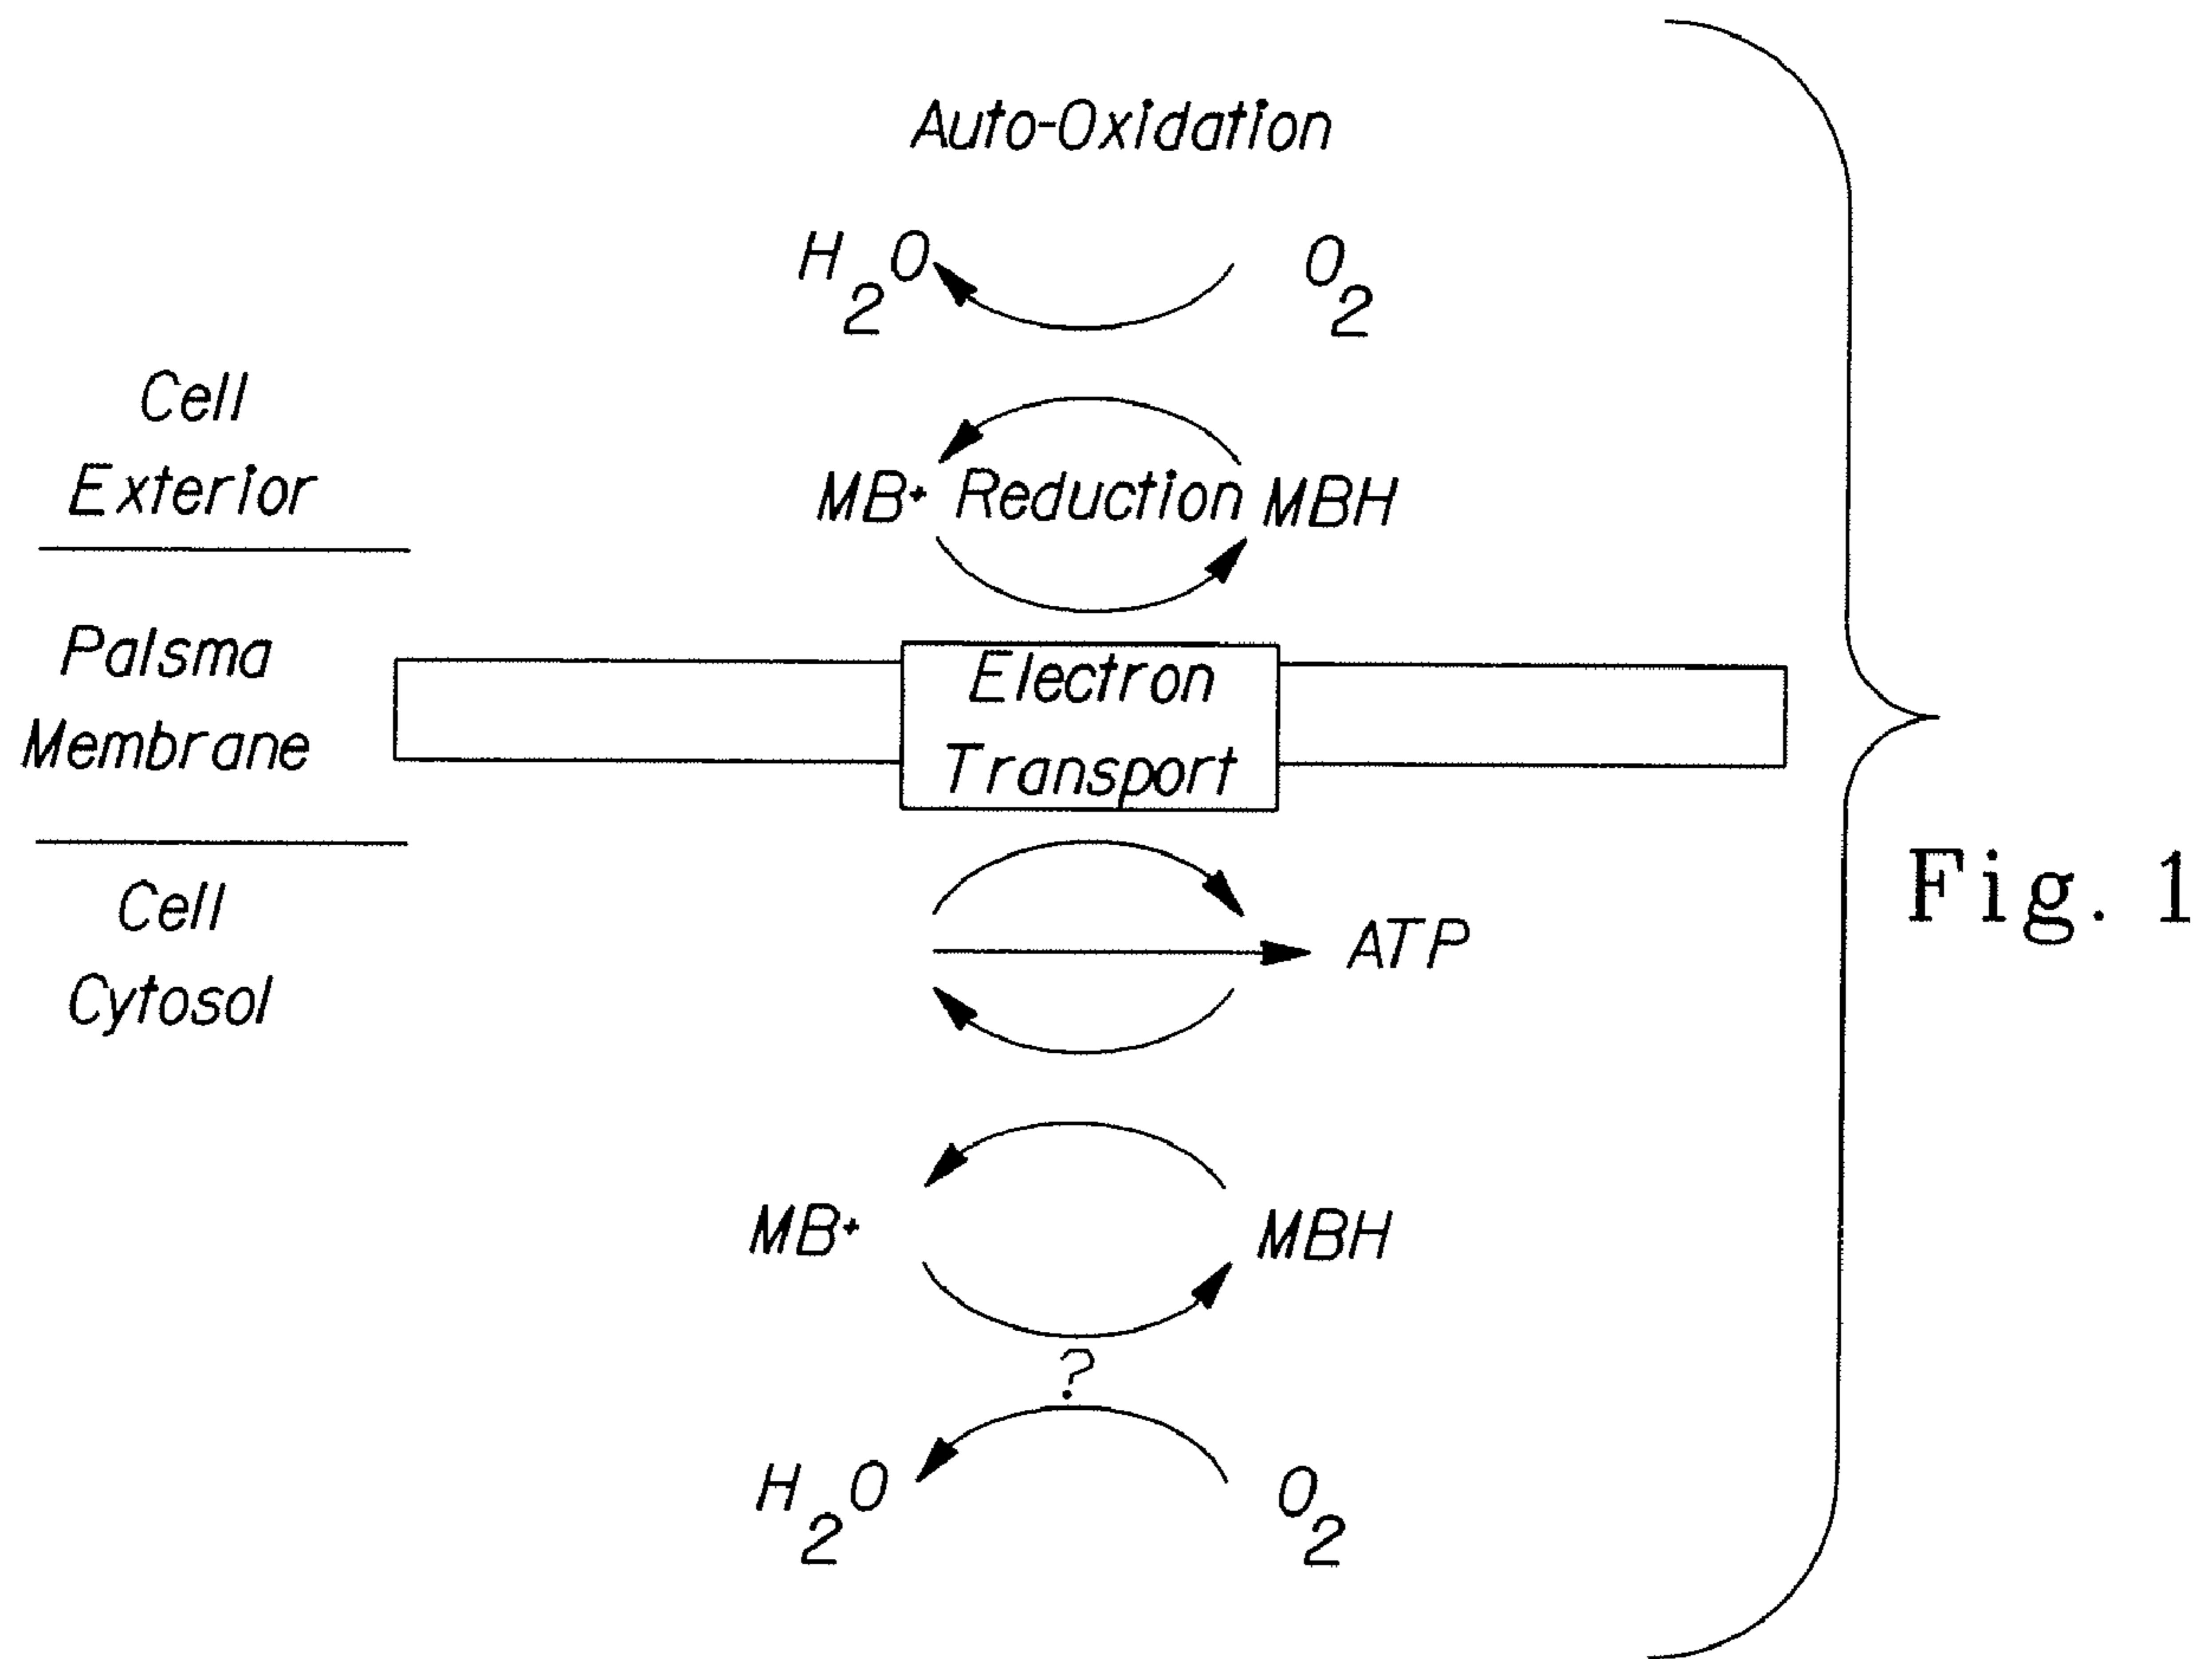 Auto-Oxidation
H2O O2
Cell
Exterior
MB+ Reduction MBH
Palsma
Membrane
Electron
Transport
Cell
Cytosol
ATP
Fig. 1
MB+ MBH
?
H2O O2